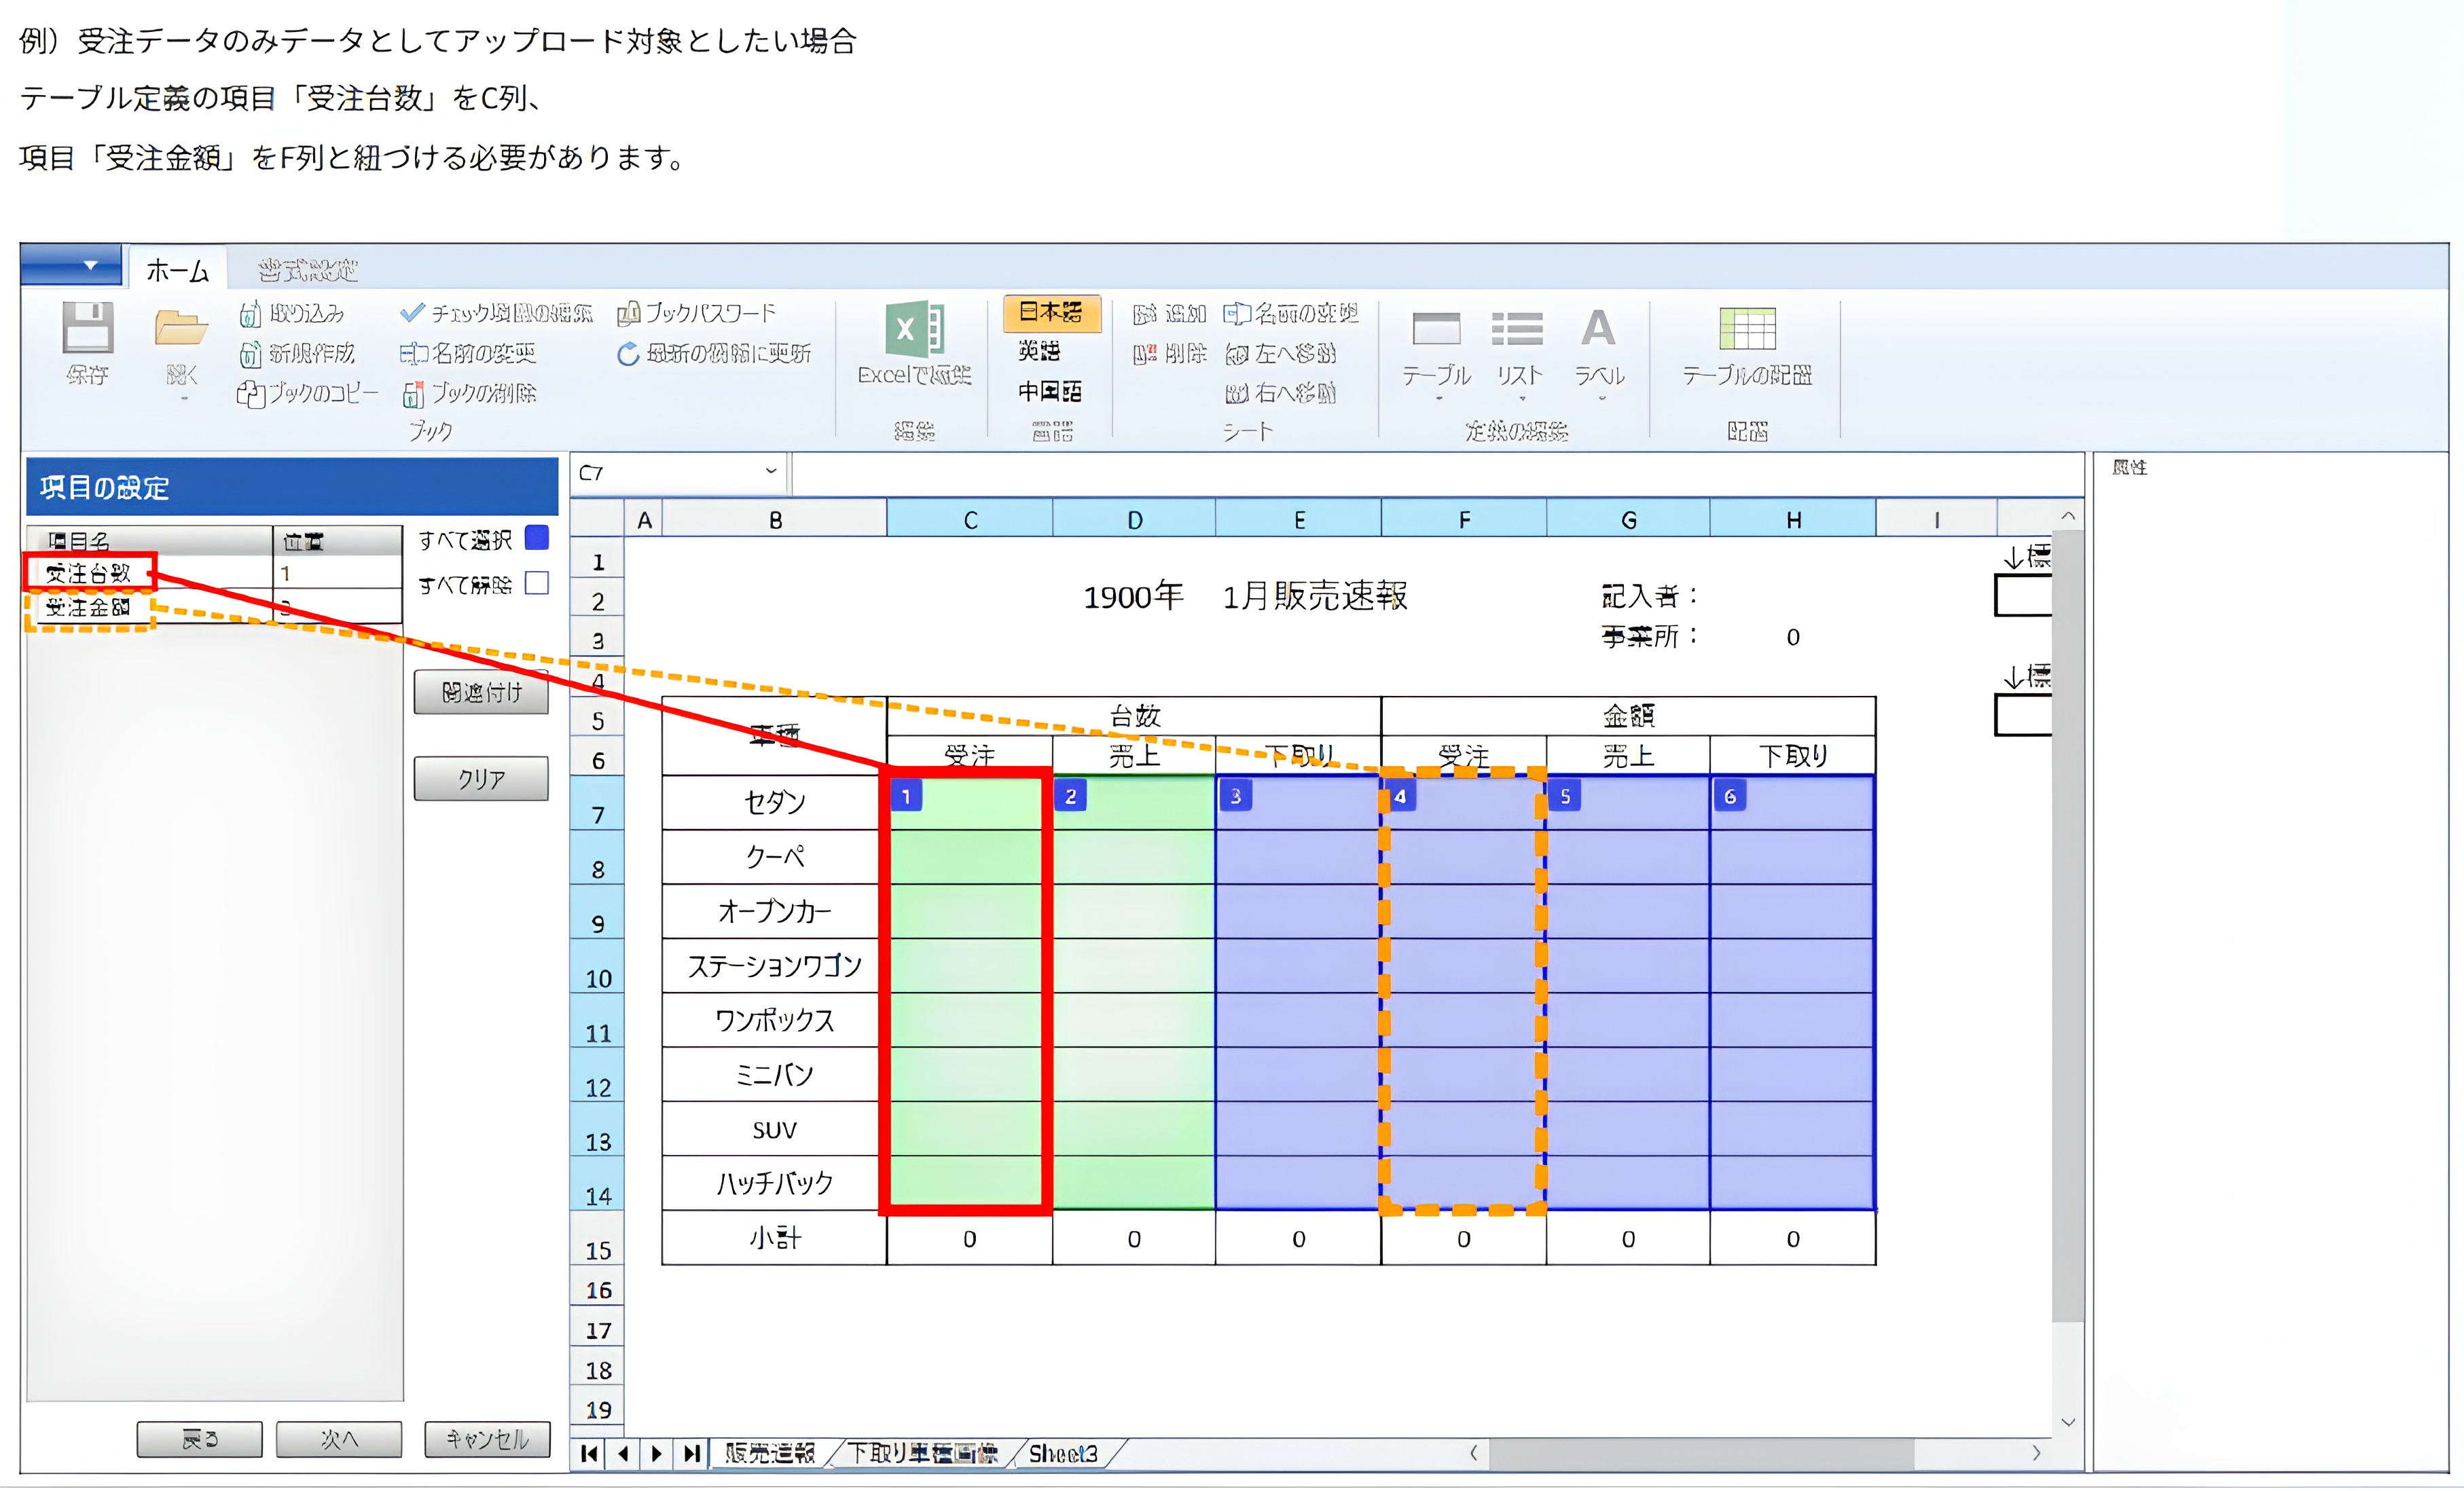 例）受注データのみデータとしてアップロード対象としたい場合
テーブル定義の項目「受注台数」をC列、
項目「受注金額」をF列と紐づける必要があります。
ホーム 書式設定
取り込み チェック範囲の編集 ブックパスワード 日本語 追加 名前の変更
新規作成 名前の変更 最新の情報に更新 英語 削除 左へ移動
保存 開く Excelで編集 テーブル リスト ラベル テーブルの配置
ブックのコピー ブックの削除 中国語 右へ移動
ブック 編集 言語 シート 定義の編集 配置
項目の設定 C7 属性
項目名 位置 すべて選択
受注台数 1 すべて解除
受注金額
関連付け
クリア
戻る 次へ キャンセル
A B C D E F G H I
1 ↓標
2 1900年 1月販売速報 記入者：
3 事業所： 0
4 ↓標
5 車種 台数 金額
6 受注 売上 下取り 受注 売上 下取り
7 セダン 1 2 3 4 5 6
8 クーペ
9 オープンカー
10 ステーションワゴン
11 ワンボックス
12 ミニバン
13 SUV
14 ハッチバック
15 小計 0 0 0 0 0 0
16
17
18
19
販売速報 下取り車種画像 Sheet3